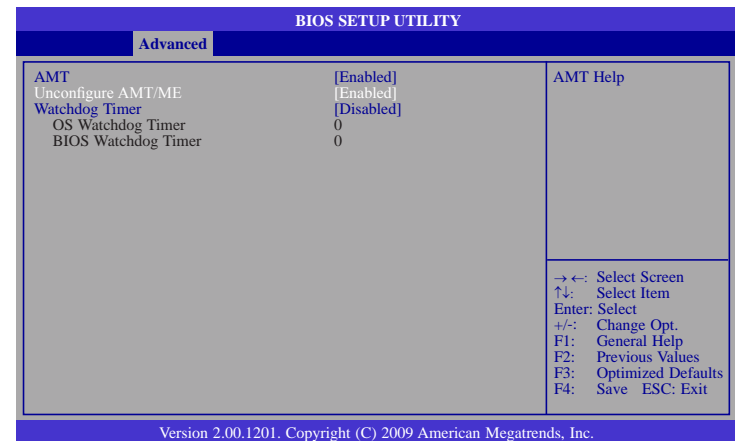 BIOS SETUP UTILITY
Advanced
AMT [Enabled]
Unconfigure AMT/ME [Enabled]
Watchdog Timer [Disabled]
OS Watchdog Timer 0
BIOS Watchdog Timer 0
AMT Help
→←: Select Screen
↑↓: Select Item
Enter: Select
+/-: Change Opt.
F1: General Help
F2: Previous Values
F3: Optimized Defaults
F4: Save ESC: Exit
Version 2.00.1201. Copyright (C) 2009 American Megatrends, Inc.